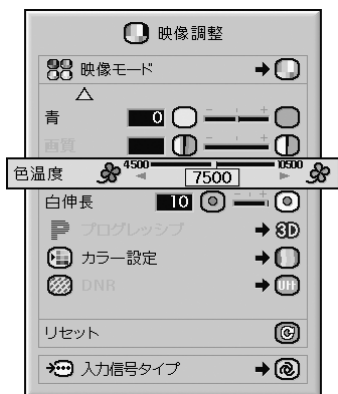 映像調整
映像モード
青 0
画質
色温度 4500 7500 10500
白伸長 10
プログレッシブ 3D
カラー設定
DNR OFF
リセット
入力信号タイプ